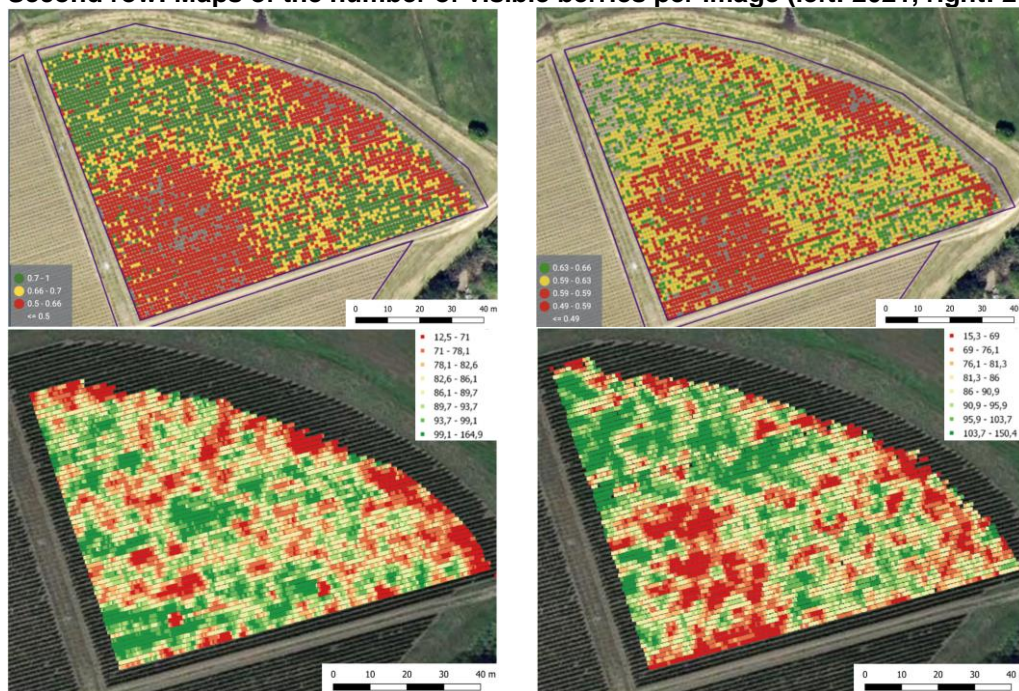 Second row: Maps of the number of visible berries per image (left: 2021, right: 2
0.7 - 1
0.66 - 0.7
0.5 - 0.66
<= 0.5
0 10 20 30 40 m
0.63 - 0.66
0.59 - 0.63
0.59 - 0.59
0.49 - 0.59
<= 0.49
0 10 20 30 40 m
12,5 - 71
71 - 78,1
78,1 - 82,6
82,6 - 86,1
86,1 - 89,7
89,7 - 93,7
93,7 - 99,1
99,1 - 164,9
0 10 20 30 40 m
15,3 - 69
69 - 76,1
76,1 - 81,3
81,3 - 86
86 - 90,9
90,9 - 95,9
95,9 - 103,7
103,7 - 150,4
0 10 20 30 40 m